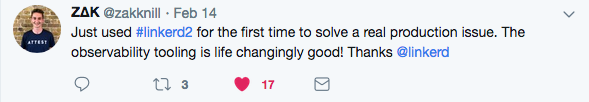 ZΔK @zakknill · Feb 14
Just used #linkerd2 for the first time to solve a real production issue. The
observability tooling is life changingly good! Thanks @linkerd
3 17
ATTEST